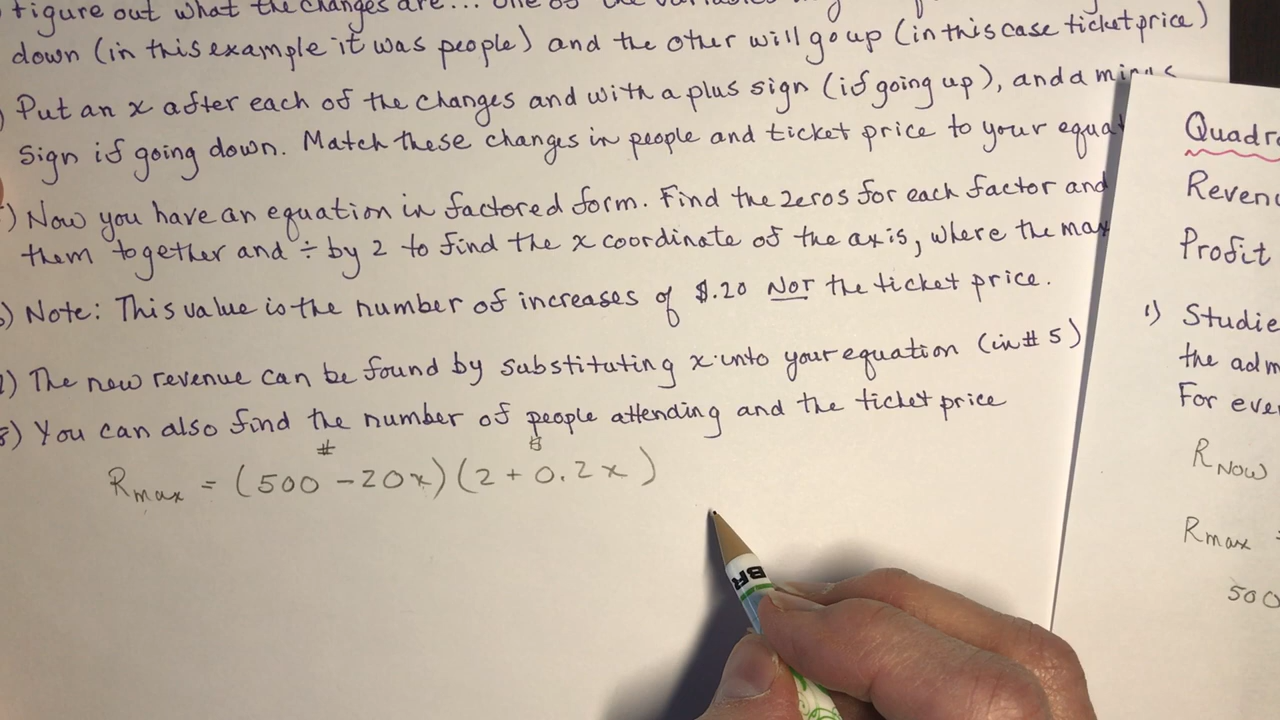 figure out what the changes are... one of the variables
down (in this example it was people) and the other will go up (in this case ticket price)
) Put an x after each of the changes and with a plus sign (if going up), and a minus
Sign if going down. Match these changes in people and ticket price to your equat
) Now you have an equation in factored form. Find the zeros for each factor and
them together and ÷ by 2 to find the x coordinate of the axis, where the max
) Note: This value is the number of increases of $.20 NOT the ticket price.
) The new revenue can be found by substituting x into your equation (in # 5)
8) You can also find the number of people attending and the ticket price
# $
Rmax = (500 - 20x)(2 + 0.2x)
BR
Quadr
Revenu
Profit
1) Studie
the adm
For ever
RNOW
Rmax =
500